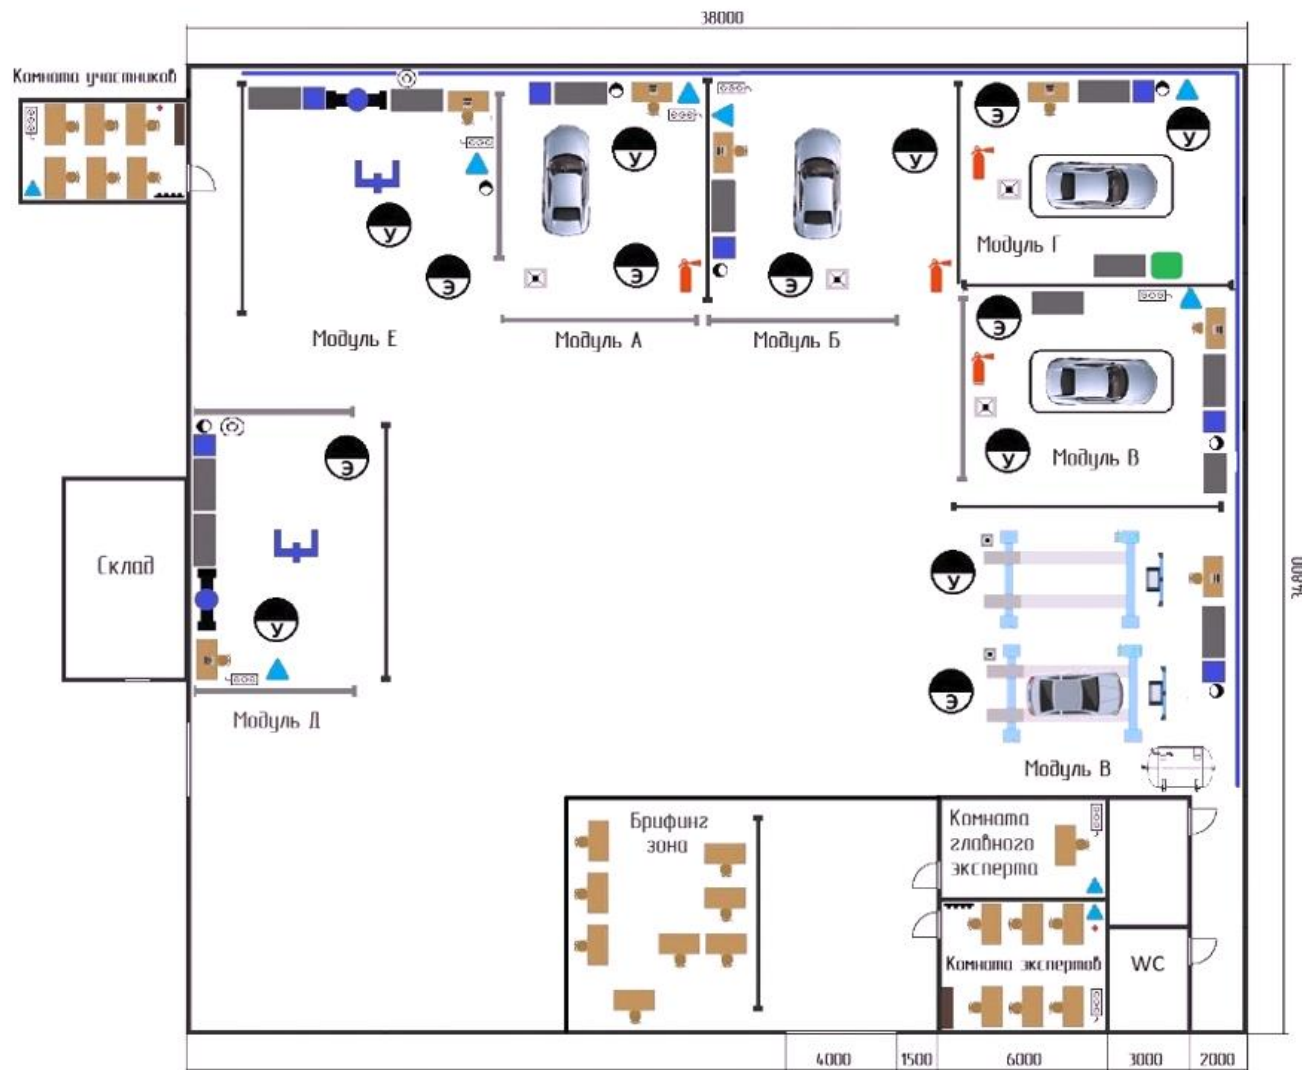 38000
Комната участников
У
Э
У
Э
У
Э
Э
У
Модуль Г
Модуль Е
Модуль А
Модуль Б
Э
У
Модуль В
Э
У
Модуль Д
Склад
У
Э
Модуль В
34800
Брифинг
зона
Комната
главного
эксперта
Комната экспертов
WC
4000
1500
6000
3000
2000